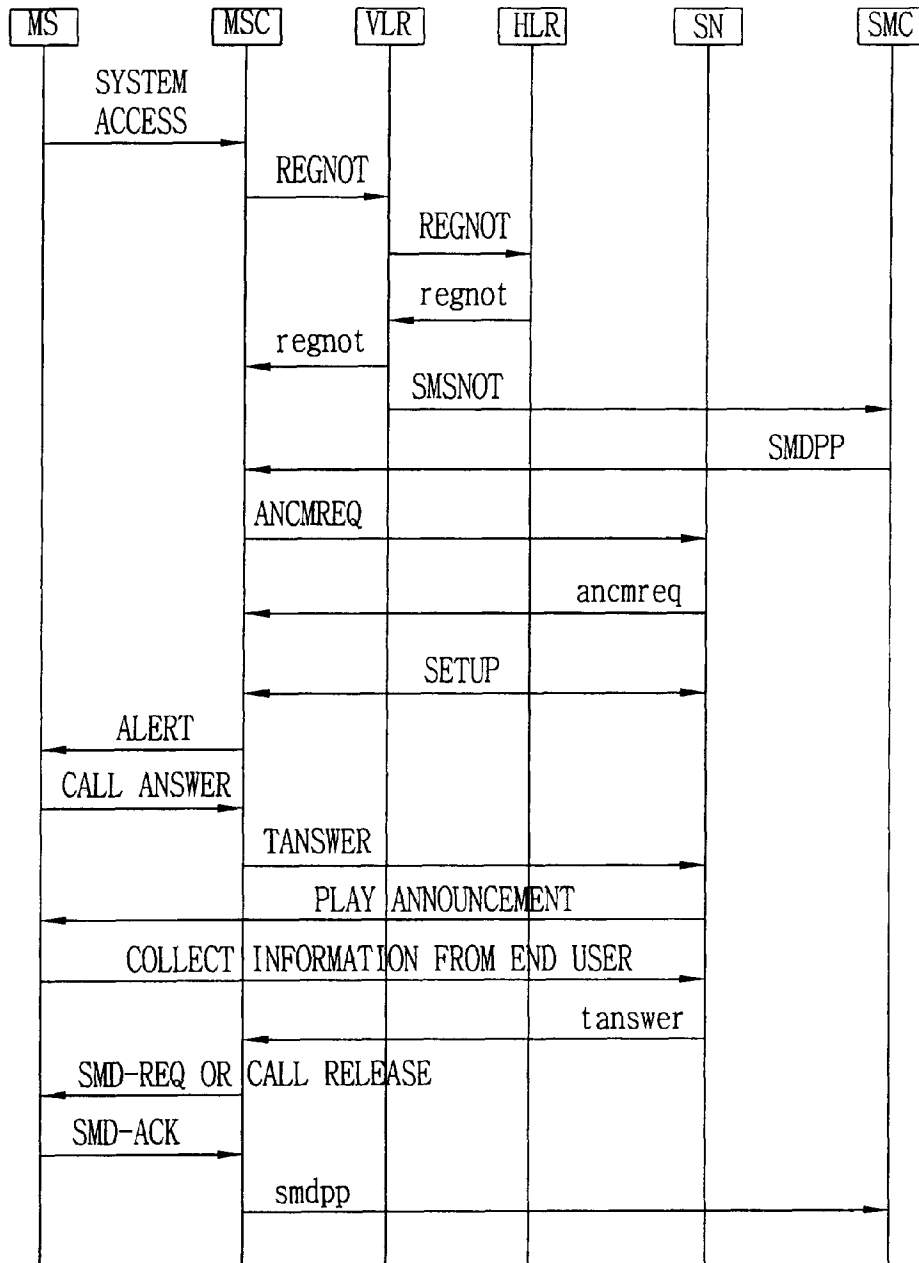 MS MSC VLR HLR SN SMC
SYSTEM
ACCESS
REGNOT
REGNOT
regnot
regnot
SMSNOT
SMDPP
ANCMREQ
ancmreq
SETUP
ALERT
CALL ANSWER
TANSWER
PLAY ANNOUNCEMENT
COLLECT INFORMATION FROM END USER
tanswer
SMD-REQ OR CALL RELEASE
SMD-ACK
smdpp